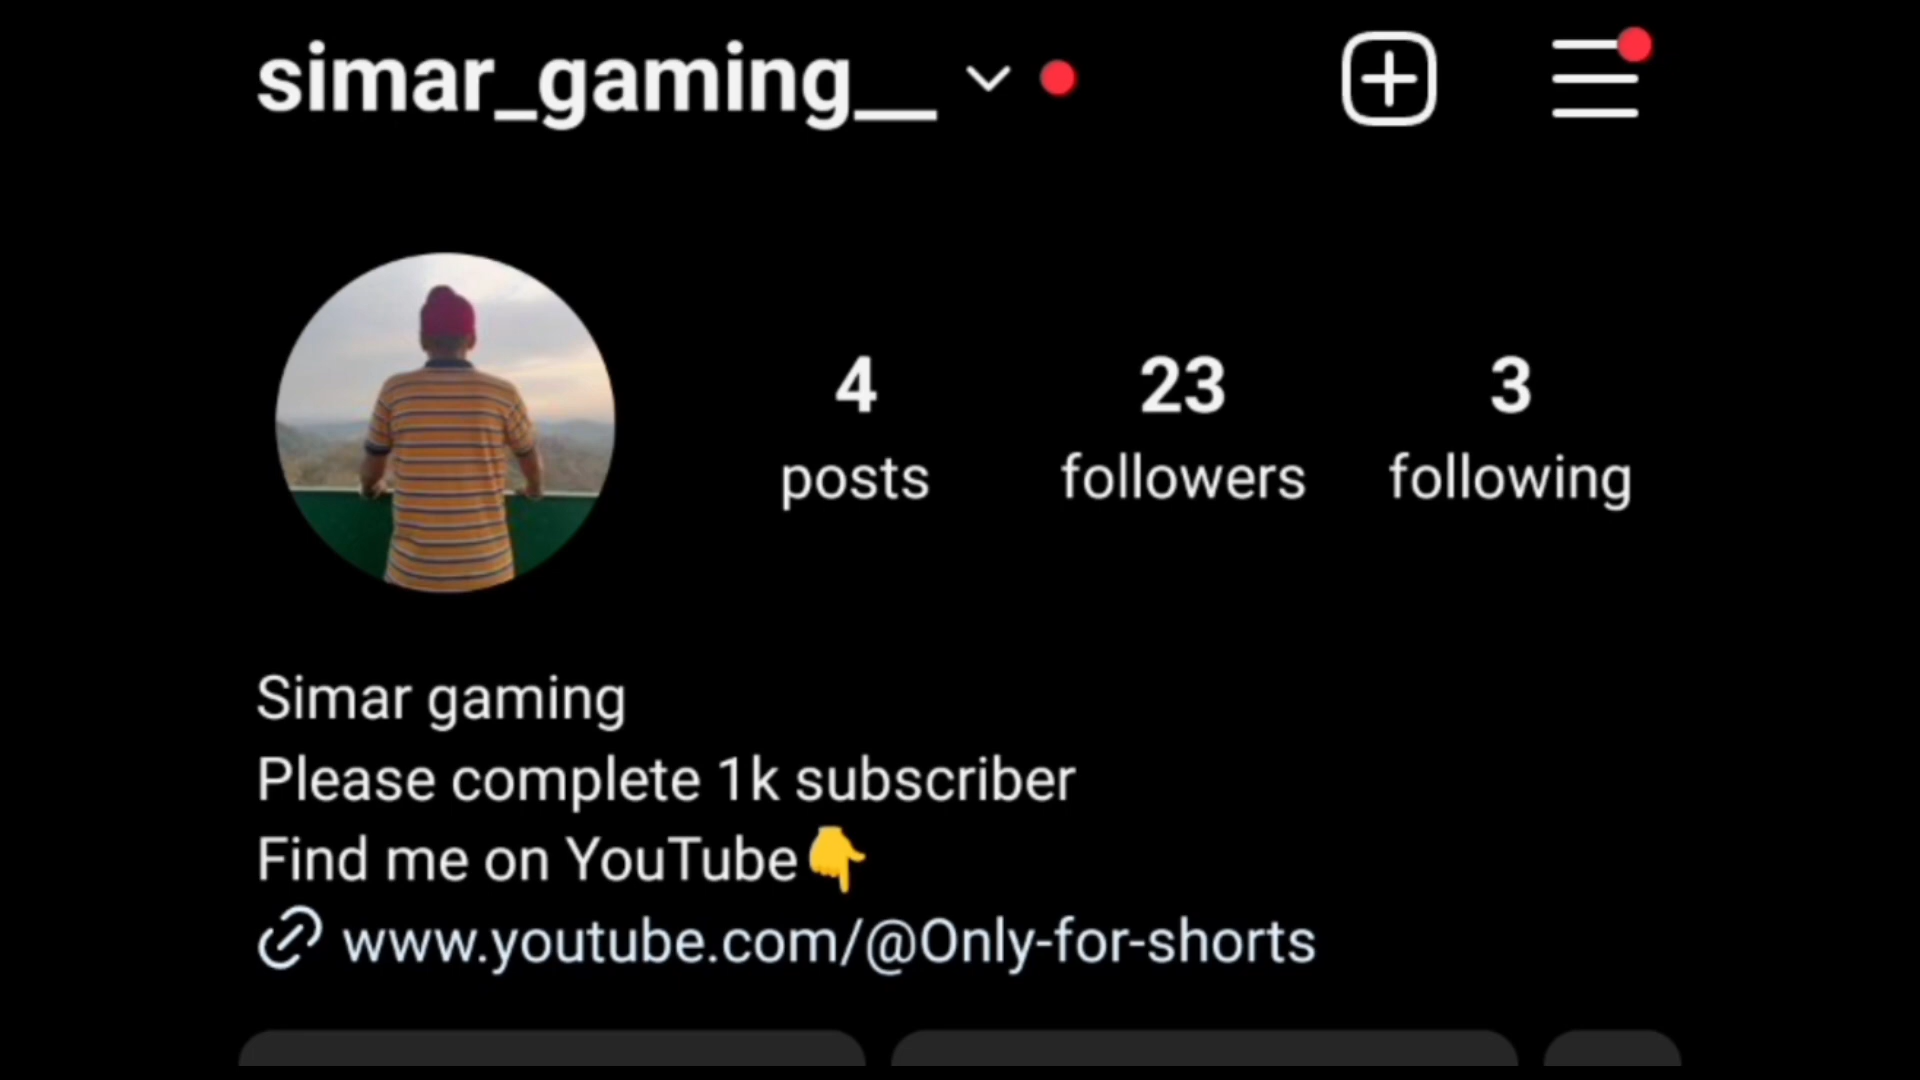 simar_gaming__
4 23 3
posts followers following
Simar gaming
Please complete 1k subscriber
Find me on YouTube👇
www.youtube.com/@Only-for-shorts